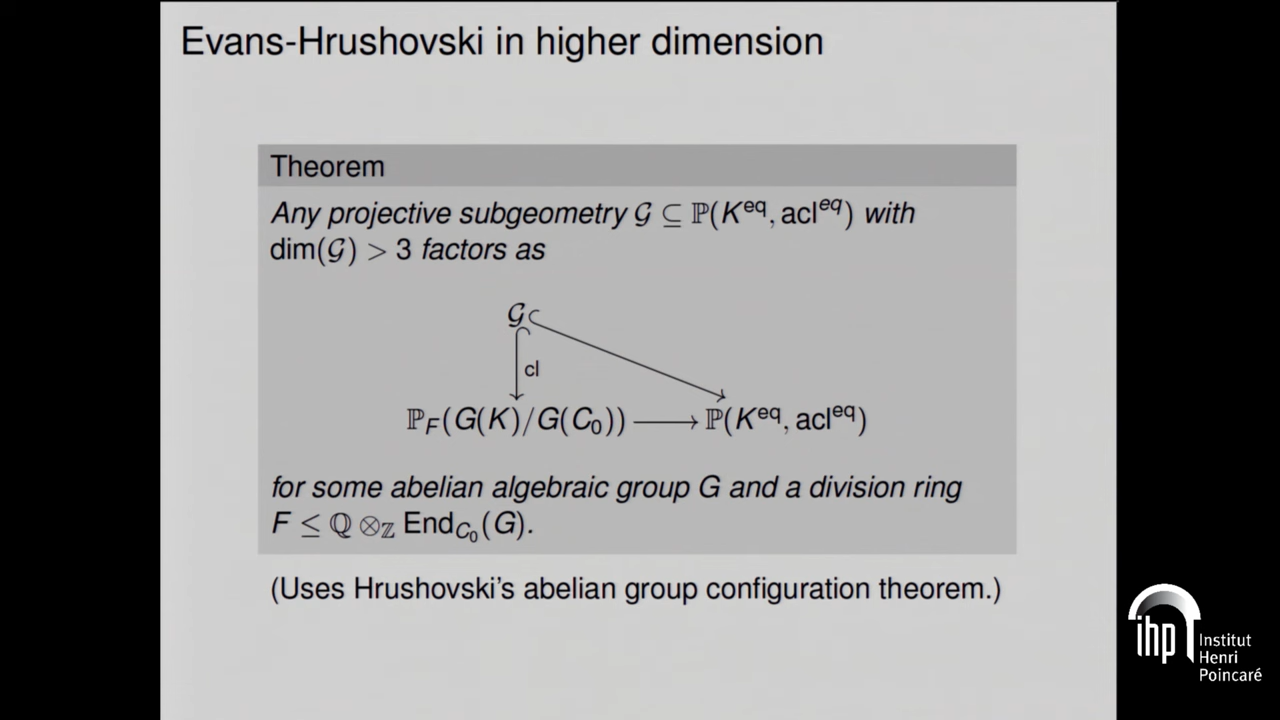 Evans-Hrushovski in higher dimension
Theorem
Any projective subgeometry 𝒢 ⊆ ℙ(K^eq, acl^eq) with
dim(𝒢) > 3 factors as
𝒢
cl
ℙ_F(G(K)/G(C₀)) ⟶ ℙ(K^eq, acl^eq)
for some abelian algebraic group G and a division ring
F ≤ ℚ ⊗_ℤ End_{C₀}(G).
(Uses Hrushovski's abelian group configuration theorem.)
ihp
Institut
Henri
Poincaré